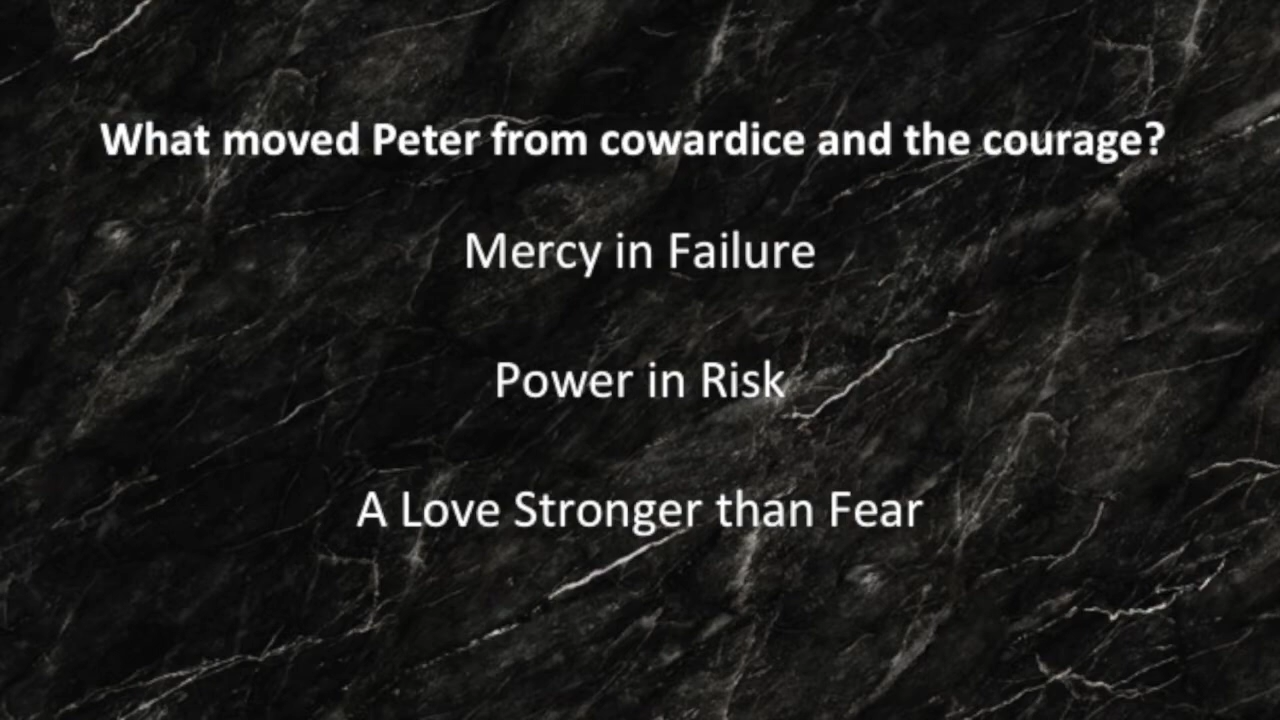 What moved Peter from cowardice and the courage?
Mercy in Failure
Power in Risk
A Love Stronger than Fear